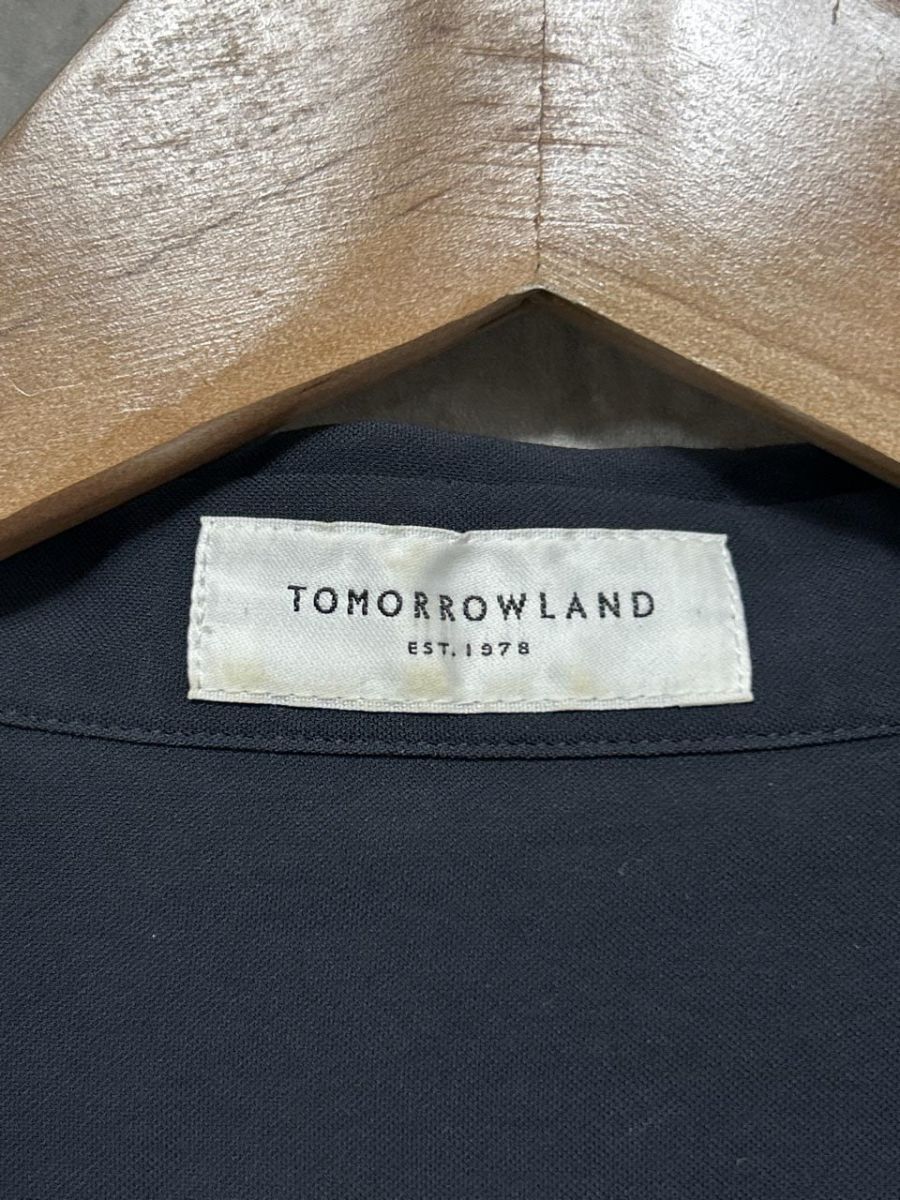 TOMORROWLAND
EST. 1978